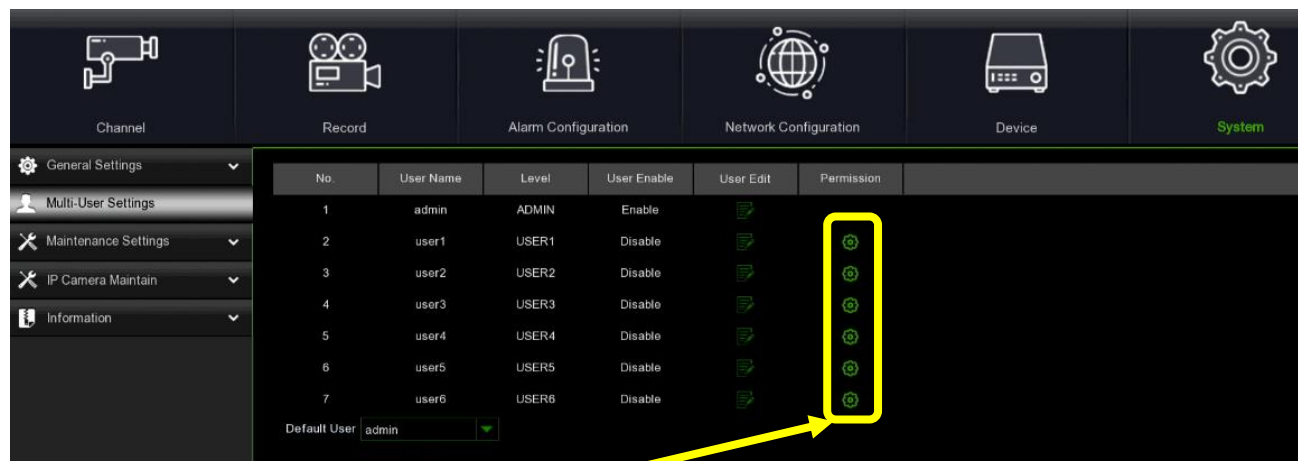 Channel Record Alarm Configuration Network Configuration Device System
General Settings
Multi-User Settings
Maintenance Settings
IP Camera Maintain
Information
No. User Name Level User Enable User Edit Permission
1 admin ADMIN Enable
2 user1 USER1 Disable
3 user2 USER2 Disable
4 user3 USER3 Disable
5 user4 USER4 Disable
6 user5 USER5 Disable
7 user6 USER6 Disable
Default User admin